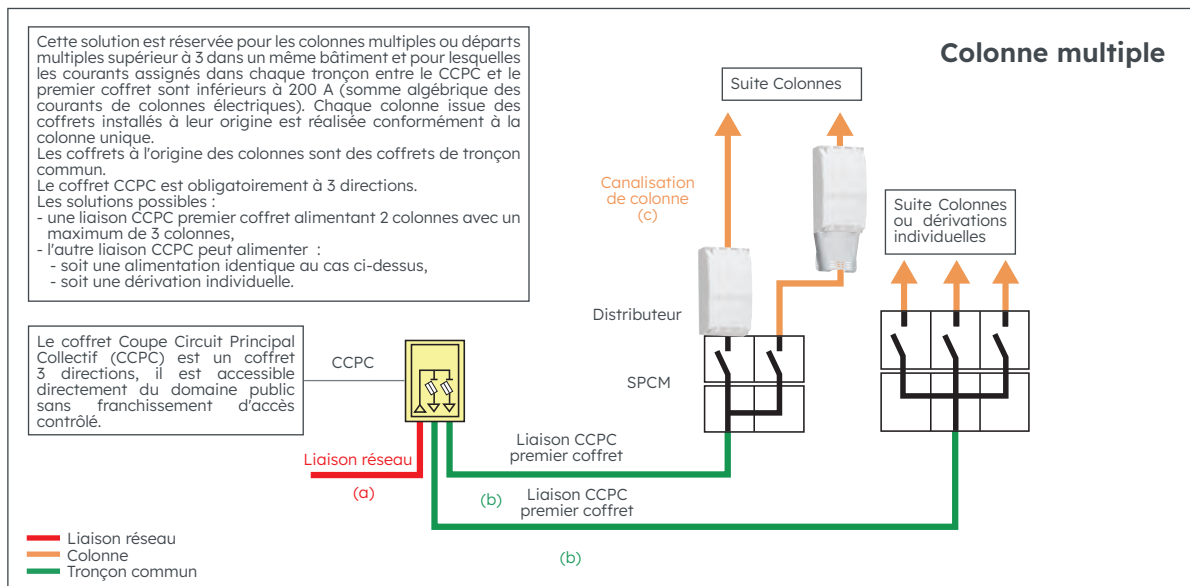 Colonne multiple
Cette solution est réservée pour les colonnes multiples ou départs
multiples supérieur à 3 dans un même bâtiment et pour lesquelles
les courants assignés dans chaque tronçon entre le CCPC et le
premier coffret sont inférieurs à 200 A (somme algébrique des
courants de colonnes électriques). Chaque colonne issue des
coffrets installés à leur origine est réalisée conformément à la
colonne unique.
Les coffrets à l'origine des colonnes sont des coffrets de tronçon
commun.
Le coffret CCPC est obligatoirement à 3 directions.
Les solutions possibles :
- une liaison CCPC premier coffret alimentant 2 colonnes avec un
maximum de 3 colonnes,
- l'autre liaison CCPC peut alimenter :
- soit une alimentation identique au cas ci-dessus,
- soit une dérivation individuelle.
Suite Colonnes
Canalisation
de colonne
(c)
Suite Colonnes
ou dérivations
individuelles
Distributeur
SPCM
Le coffret Coupe Circuit Principal
Collectif (CCPC) est un coffret
3 directions, il est accessible
directement du domaine public
sans franchissement d'accès
contrôlé.
CCPC
Liaison réseau
(a)
Liaison CCPC
premier coffret
(b)
Liaison CCPC
premier coffret
(b)
Liaison réseau
Colonne
Tronçon commun